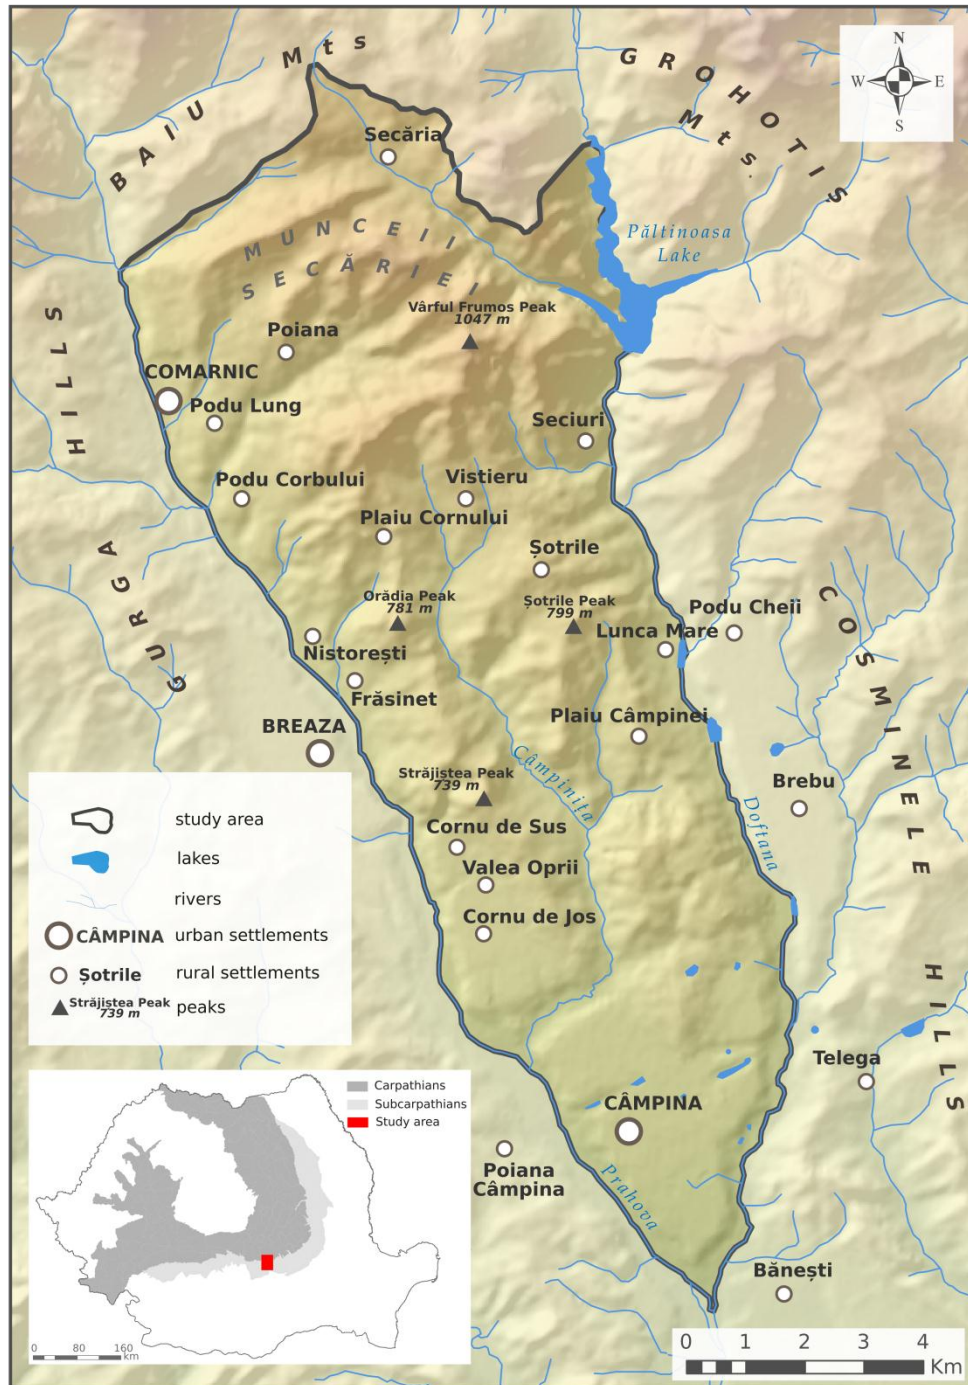 BAIU Mts
GROHOTIS
Mts.
N
W E
S
Secăria
MUNCEII
SECĂRIEI
Păltinoasa
Lake
Vârful Frumos Peak
1047 m
Poiana
COMARNIC
Podu Lung
Seciuri
GURGA HILLS
Podu Corbului
Vistieru
Plaiu Cornului
Șotrile
Orădia Peak
781 m
Șotrile Peak
799 m
Podu Cheii
Lunca Mare
COSMINELE HILLS
Nistorești
Frăsinet
BREAZA
Plaiu Câmpinei
Câmpinița
Străjistea Peak
739 m
Brebu
Doftana
Cornu de Sus
Valea Oprii
Cornu de Jos
study area
lakes
rivers
CÂMPINA urban settlements
Șotrile rural settlements
Străjistea Peak
739 m
peaks
Telega
CÂMPINA
Poiana
Câmpina
Prahova
Bănești
Carpathians
Subcarpathians
Study area
0 80 160
km
0 1 2 3 4
Km